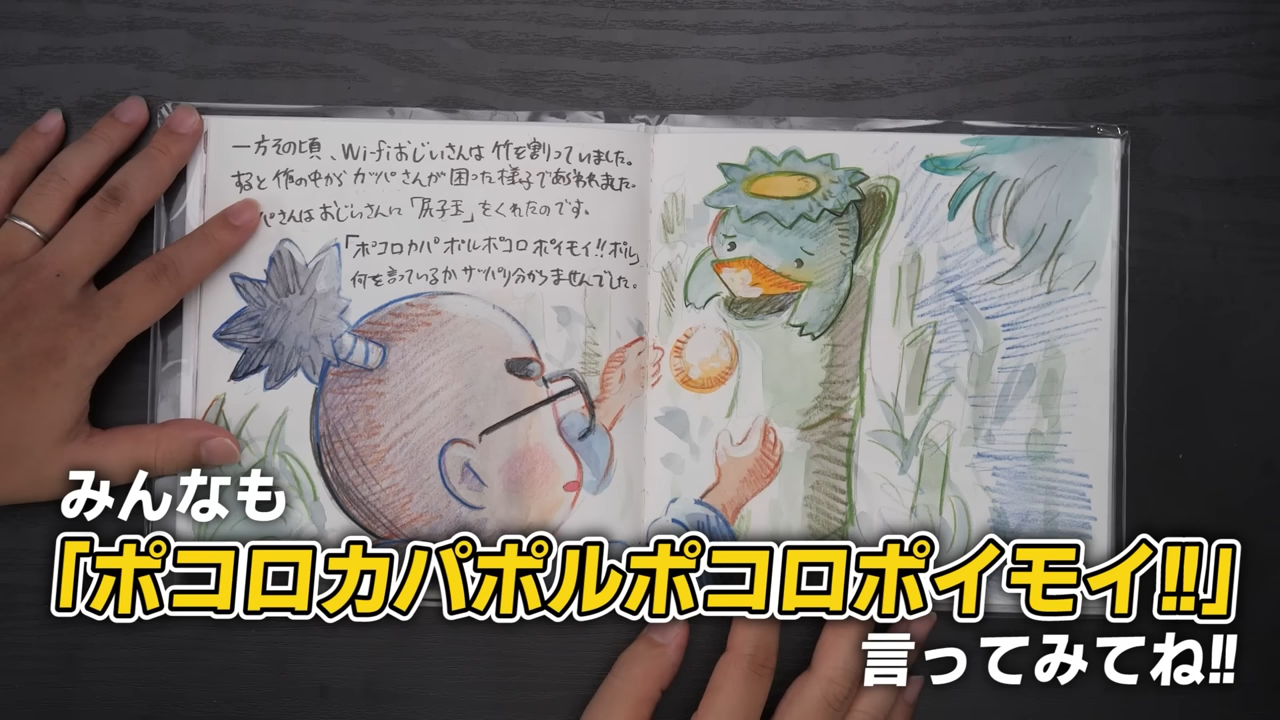 一方その頃、Wi-fiおじいさんは竹を割っていました。
すると竹の中からカッパさんが困った様子であらわれました。
パさんはおじいさんに「尻子玉」をくれたのです。
「ポコロカパポルポコロポイモイ!!ポル」
何を言っているかサッパリ分かりませんでした。
みんなも
「ポコロカパポルポコロポイモイ!!」
言ってみてね!!